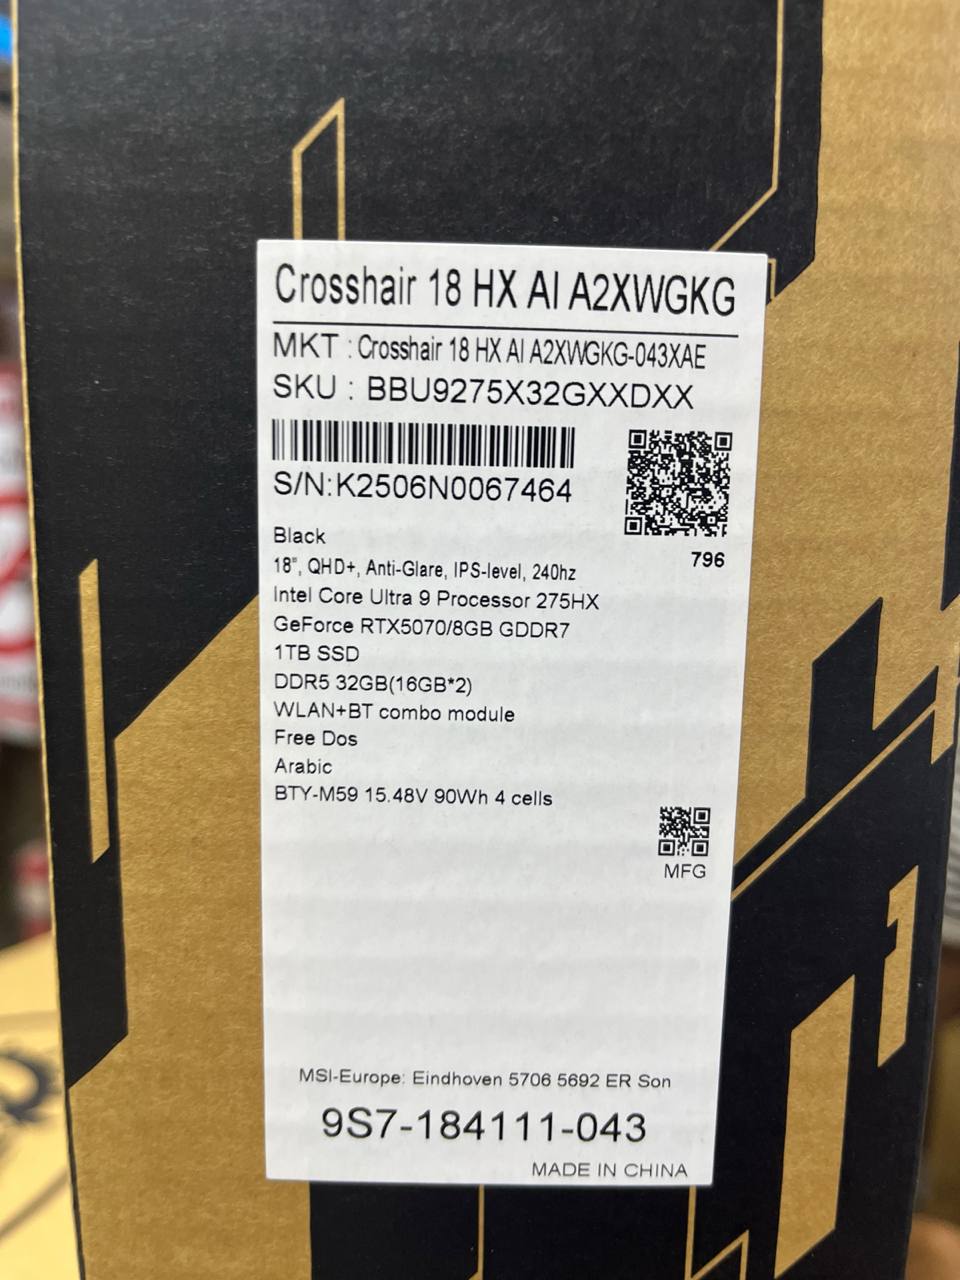 Crosshair 18 HX AI A2XWGKG
MKT : Crosshair 18 HX AI A2XWGKG-043XAE
SKU : BBU9275X32GXXDXX
S/N:K2506N0067464
796
Black
18", QHD+, Anti-Glare, IPS-level, 240hz
Intel Core Ultra 9 Processor 275HX
GeForce RTX5070/8GB GDDR7
1TB SSD
DDR5 32GB(16GB*2)
WLAN+BT combo module
Free Dos
Arabic
BTY-M59 15.48V 90Wh 4 cells
MFG
MSI-Europe: Eindhoven 5706 5692 ER Son
9S7-184111-043
MADE IN CHINA